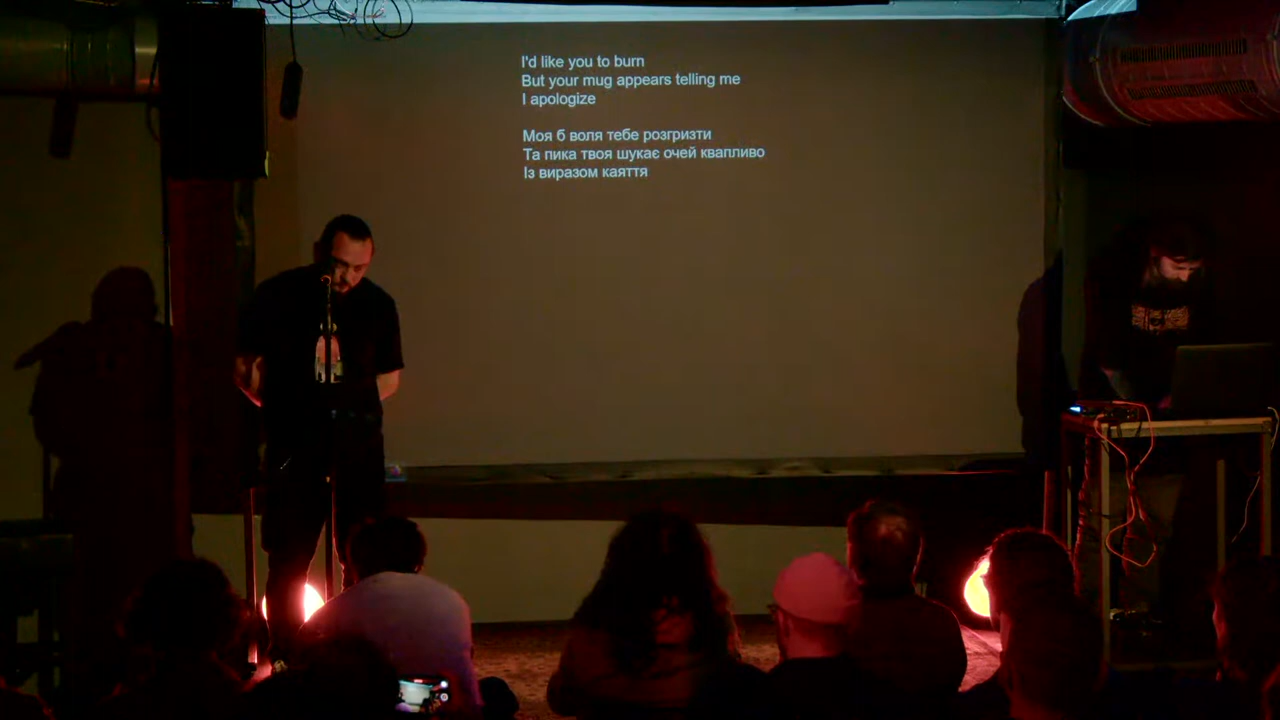 I'd like you to burn
But your mug appears telling me
I apologize
Моя б воля тебе розгризти
Та пика твоя шукає очей квапливо
Із виразом каяття